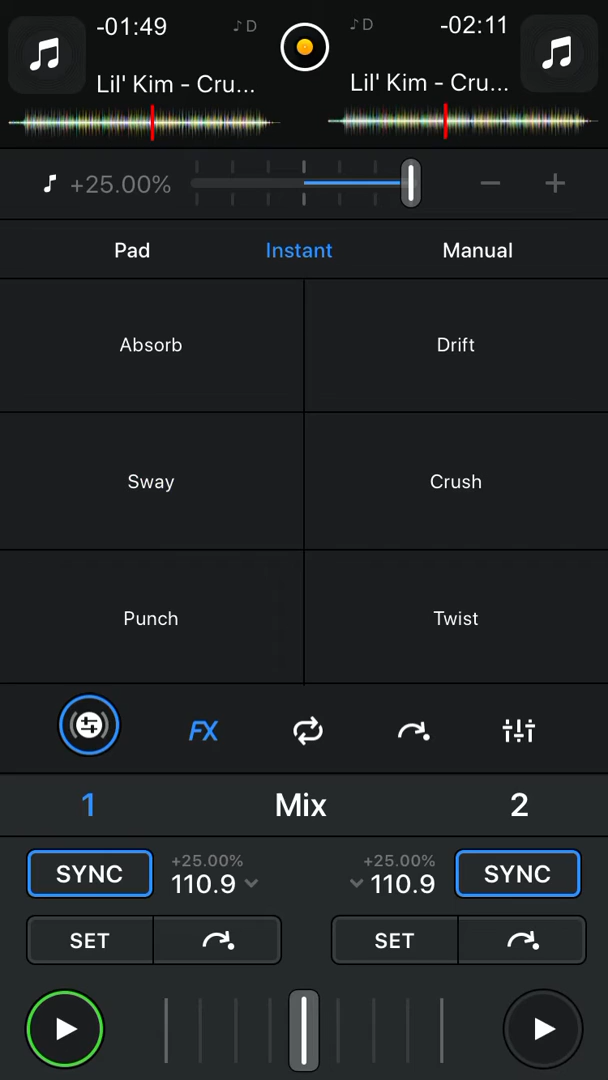 -01:49
♪ D
♪ D
-02:11
Lil' Kim - Cru...
Lil' Kim - Cru...
+25.00%
− +
Pad
Instant
Manual
Absorb
Drift
Sway
Crush
Punch
Twist
FX
1
Mix
2
SYNC
+25.00%
110.9
+25.00%
110.9
SYNC
SET
SET